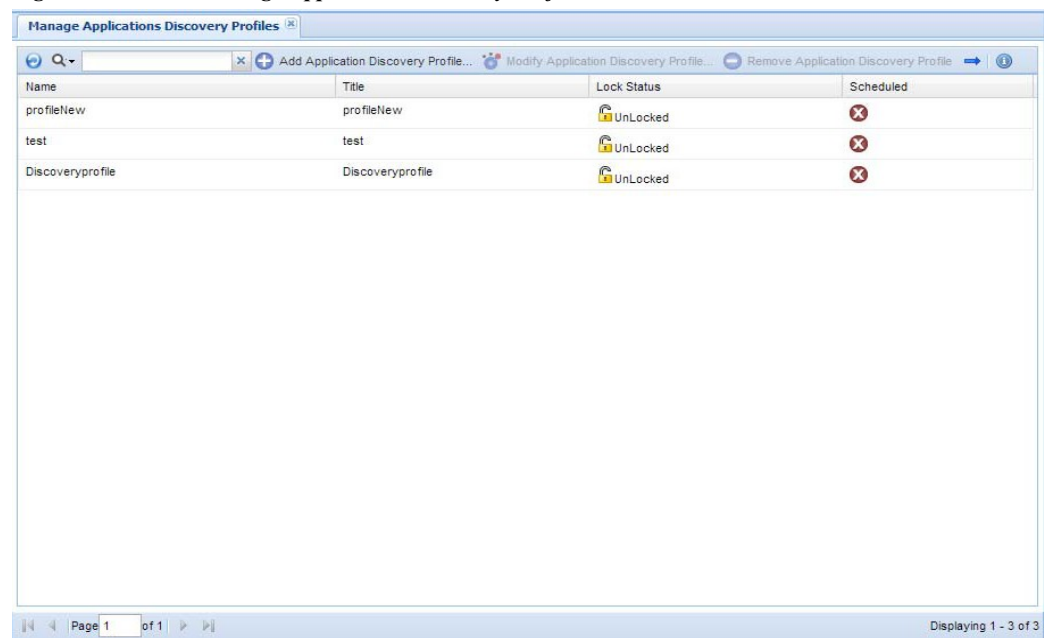 Manage Applications Discovery Profiles
Add Application Discovery Profile... Modify Application Discovery Profile... Remove Application Discovery Profile
Name Title Lock Status Scheduled
profileNew profileNew UnLocked
test test UnLocked
Discoveryprofile Discoveryprofile UnLocked
Page 1 of 1 Displaying 1 - 3 of 3